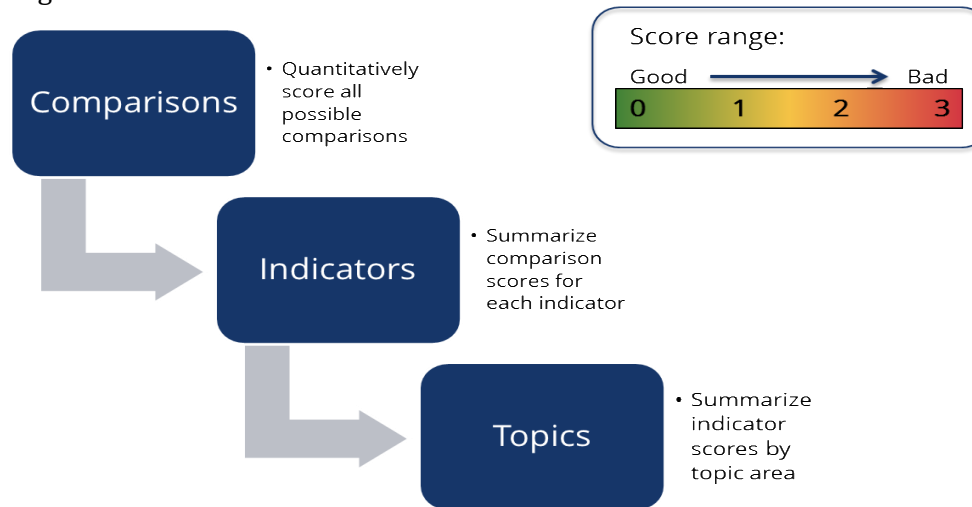 Comparisons
• Quantitatively
score all
possible
comparisons
Score range:
Good Bad
0 1 2 3
Indicators
• Summarize
comparison
scores for
each indicator
Topics
• Summarize
indicator
scores by
topic area